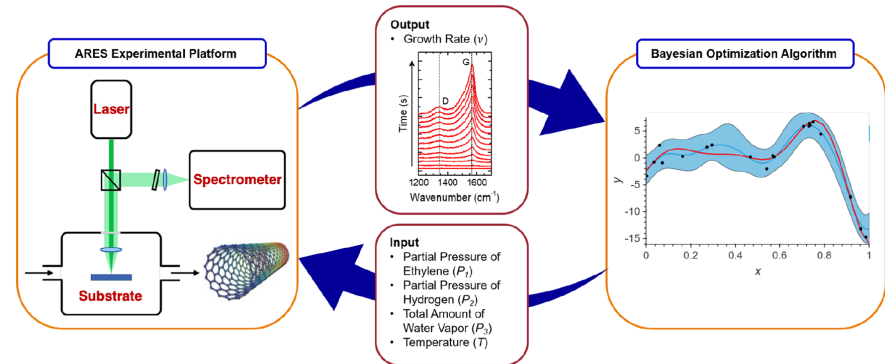 ARES Experimental Platform
Laser
Spectrometer
Substrate
Output
• Growth Rate (ν)
G
D
Time (s)
1200 1400 1600
Wavenumber (cm⁻¹)
Input
• Partial Pressure of
Ethylene (P₁)
• Partial Pressure of
Hydrogen (P₂)
• Total Amount of
Water Vapor (P₃)
• Temperature (T)
Bayesian Optimization Algorithm
5
0
-5
-10
-15
y
0 0.2 0.4 0.6 0.8 1
x